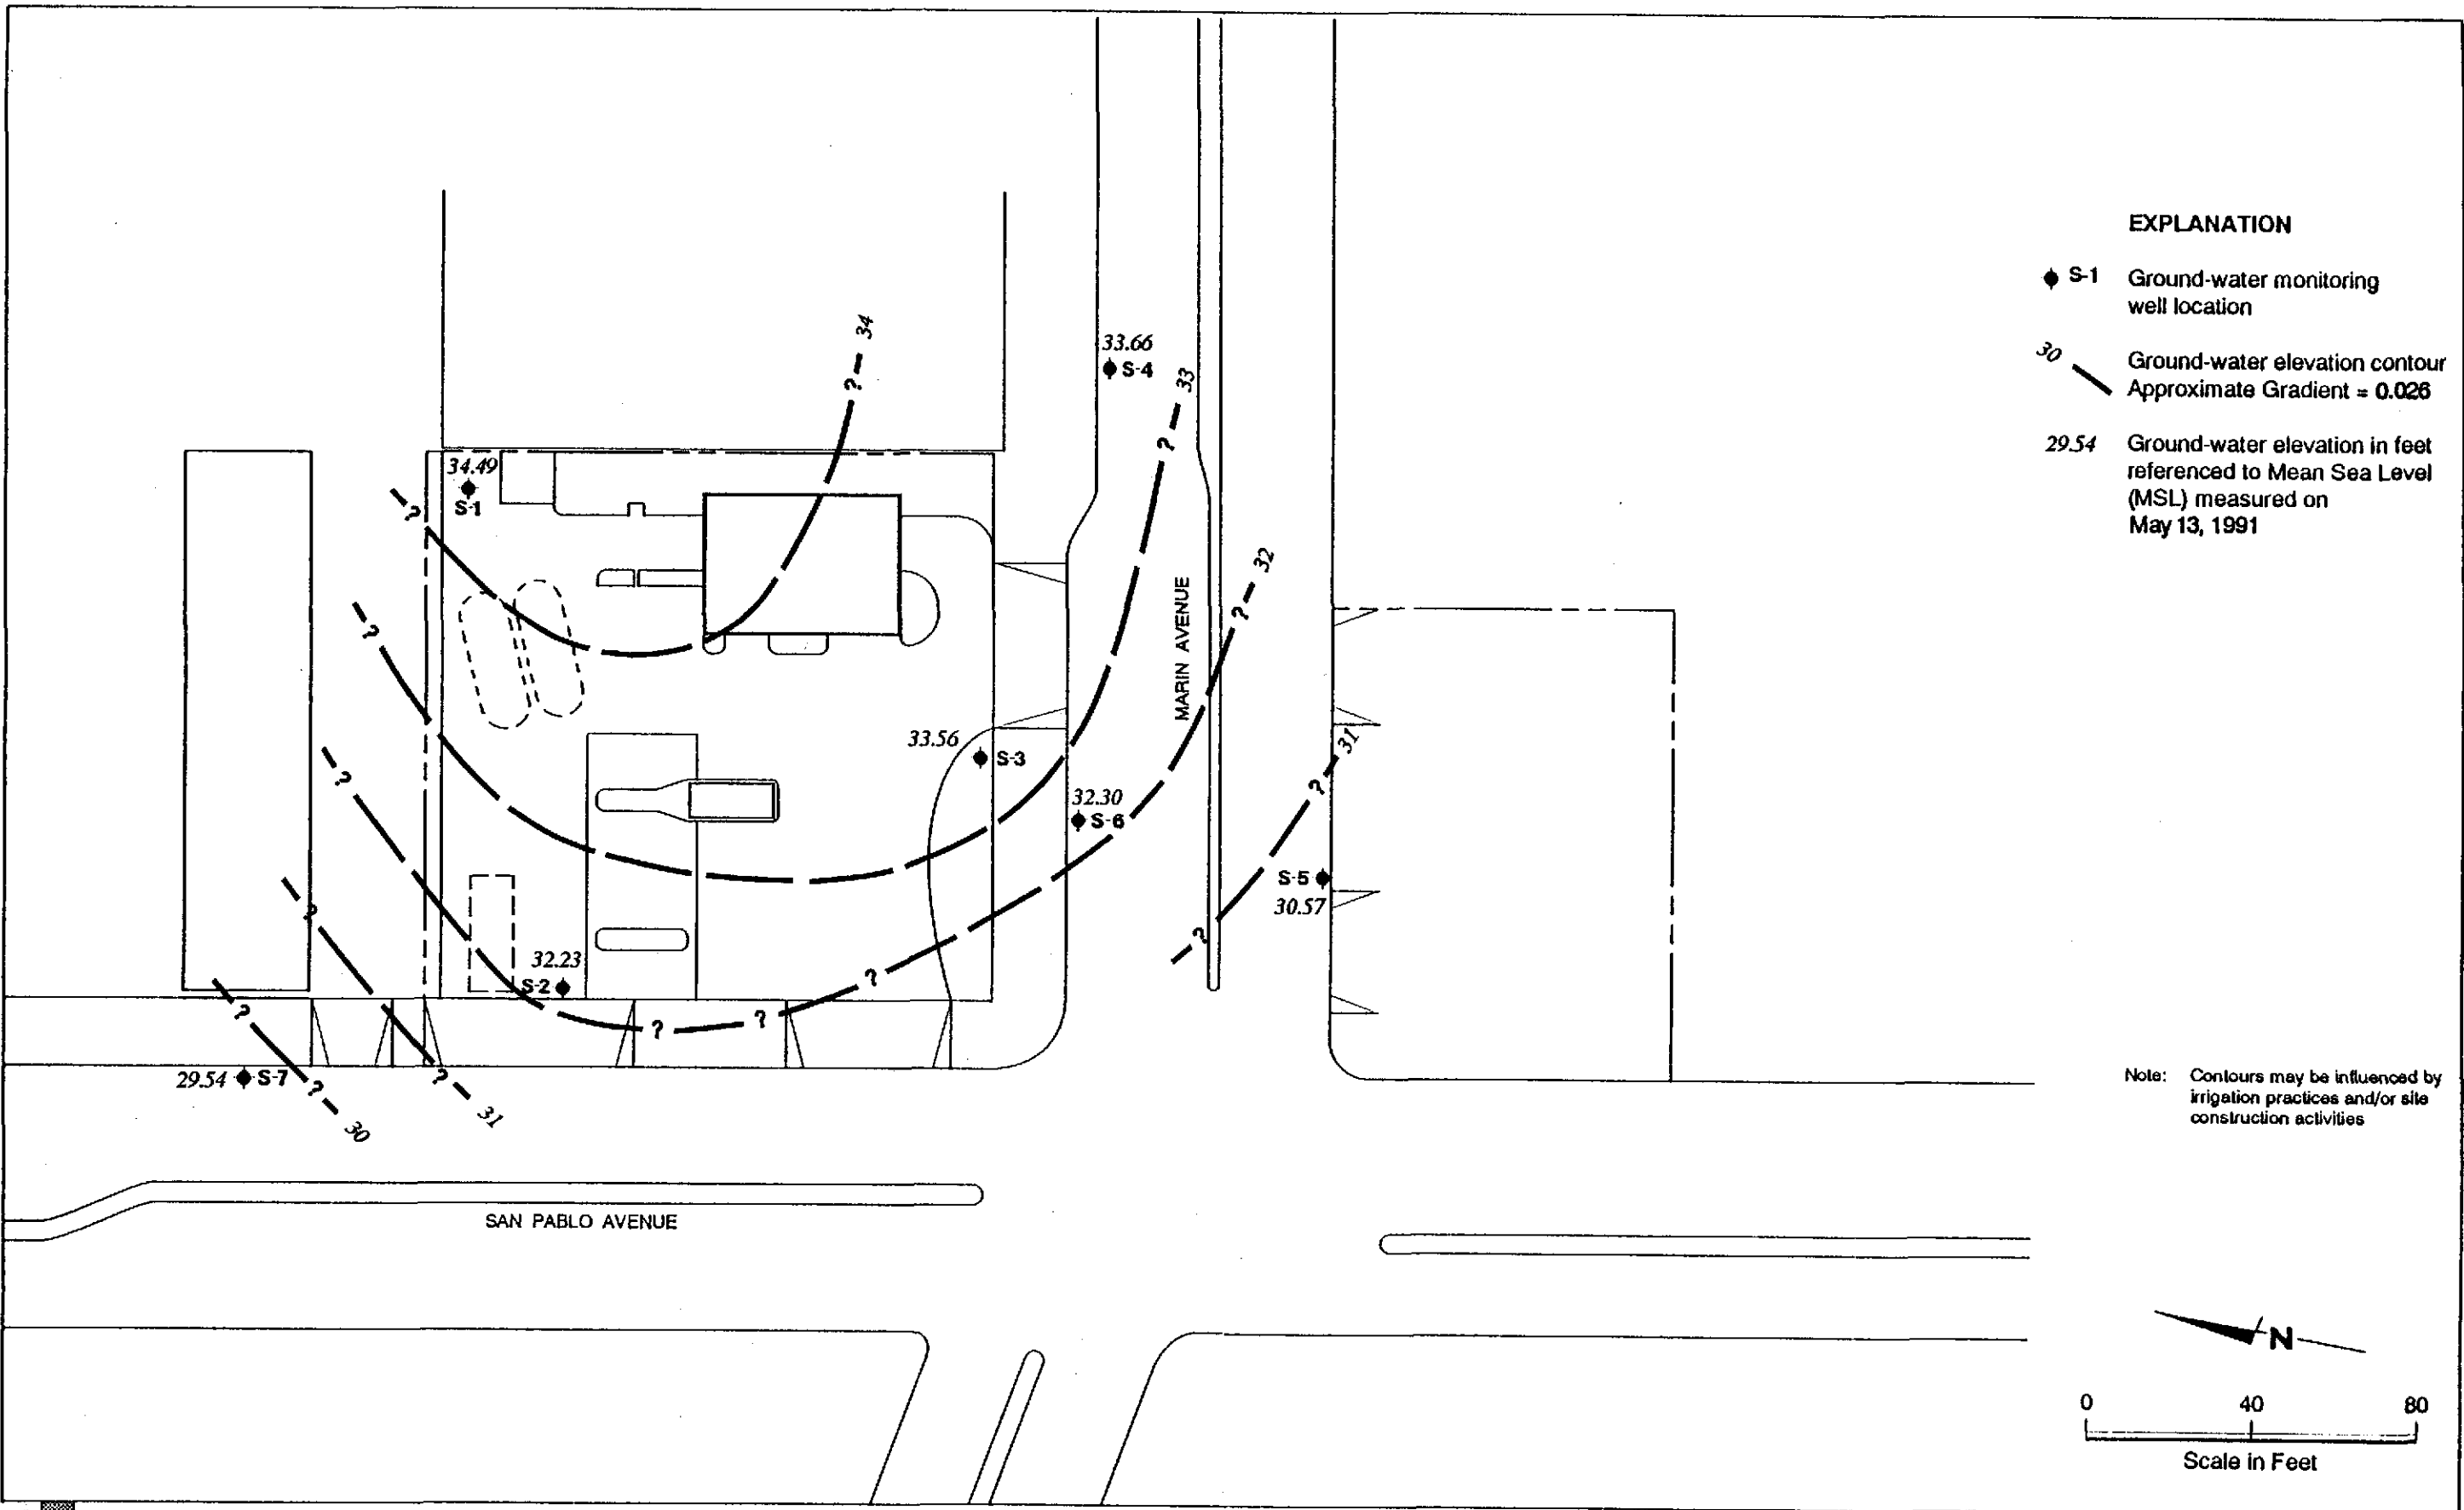 EXPLANATION
S-1 Ground-water monitoring
well location
30 Ground-water elevation contour
Approximate Gradient = 0.026
29.54 Ground-water elevation in feet
referenced to Mean Sea Level
(MSL) measured on
May 13, 1991
34
33.66
S-4
33
34.49
S-1
?
?
?
32
?
MARIN AVENUE
?
31
33.56
S-3
?
?
32.30
S-6
S-5
30.57
?
?
32.23
S-2
?
?
?
?
29.54 S-7
?
?
31
30
Note: Contours may be influenced by
irrigation practices and/or site
construction activities
SAN PABLO AVENUE
N
0 40 80
Scale in Feet